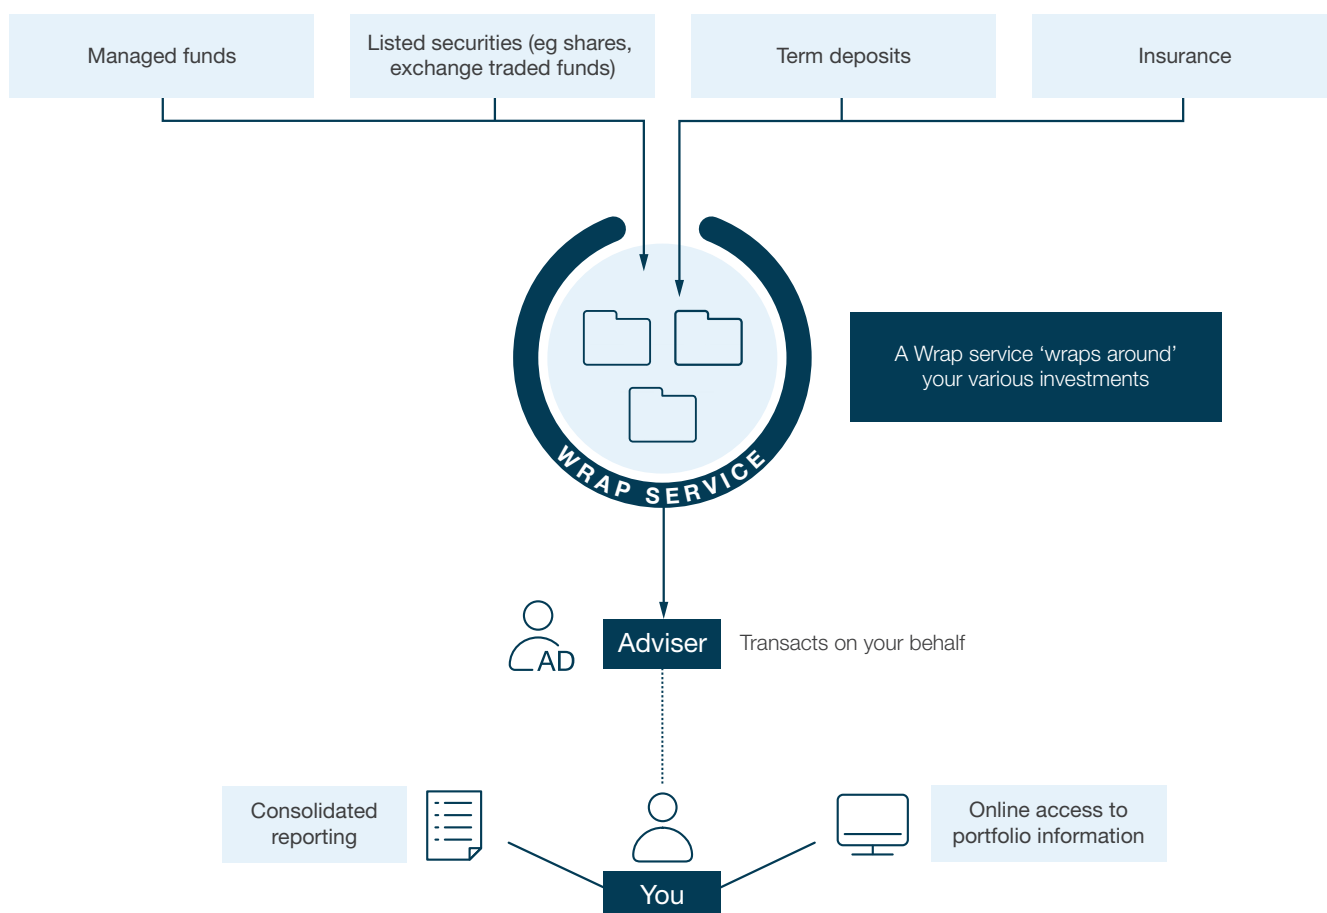 Managed funds
Listed securities (eg shares,
exchange traded funds)
Term deposits
Insurance
A Wrap service ‘wraps around’
your various investments
WRAP SERVICE
AD
Adviser
Transacts on your behalf
Consolidated
reporting
Online access to
portfolio information
You